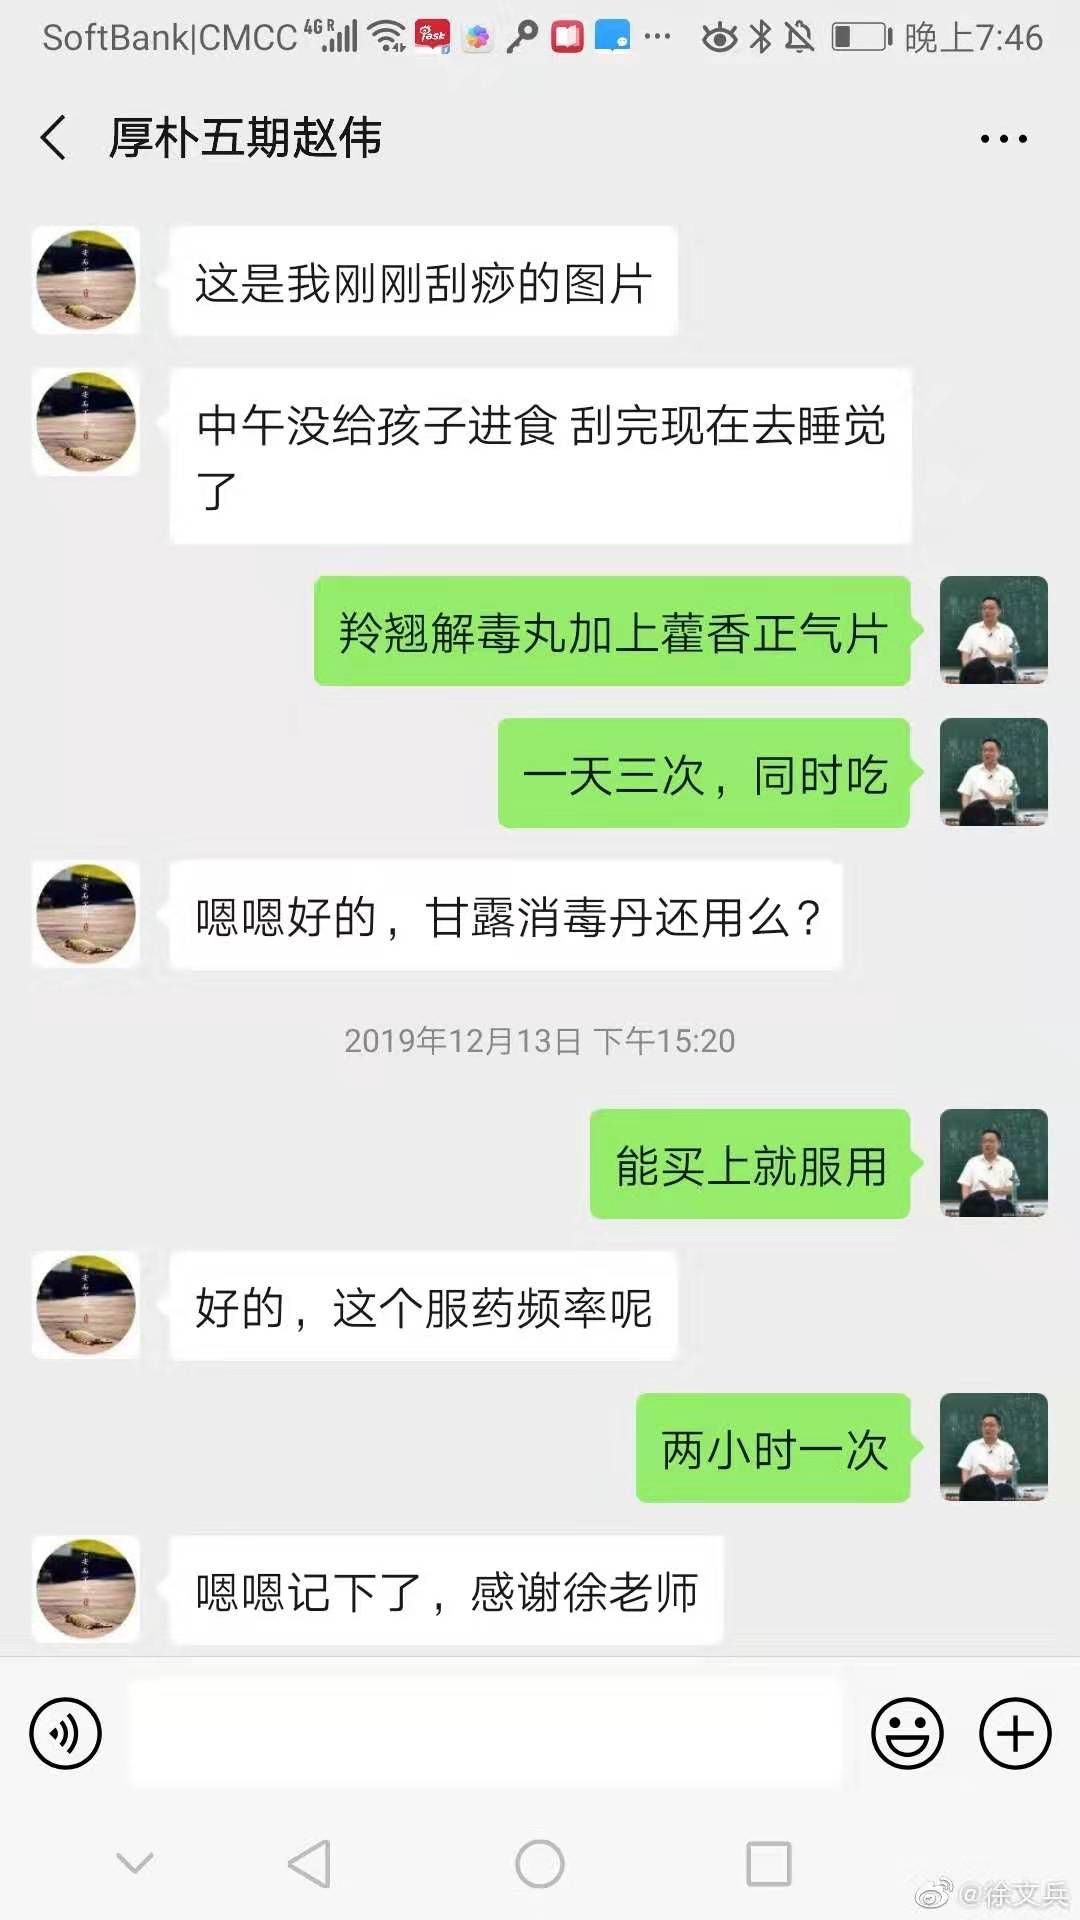 SoftBank|CMCC 4G R Task 晚上7:46
厚朴五期赵伟
这是我刚刚刮痧的图片
中午没给孩子进食 刮完现在去睡觉
了
羚翘解毒丸加上藿香正气片
一天三次，同时吃
嗯嗯好的，甘露消毒丹还用么？
2019年12月13日 下午15:20
能买上就服用
好的，这个服药频率呢
两小时一次
嗯嗯记下了，感谢徐老师
@徐文兵